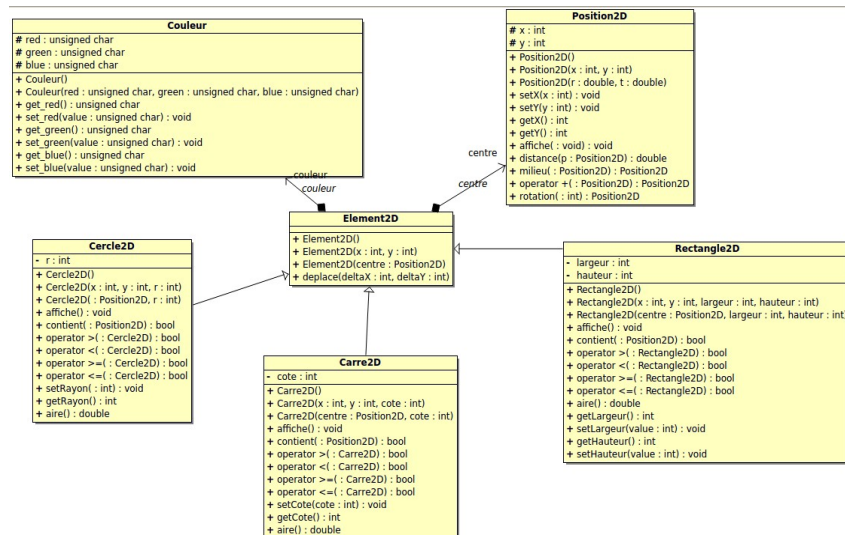 Couleur
# red : unsigned char
# green : unsigned char
# blue : unsigned char
+ Couleur()
+ Couleur(red : unsigned char, green : unsigned char, blue : unsigned char)
+ get_red() : unsigned char
+ set_red(value : unsigned char) : void
+ get_green() : unsigned char
+ set_green(value : unsigned char) : void
+ get_blue() : unsigned char
+ set_blue(value : unsigned char) : void
Position2D
# x : int
# y : int
+ Position2D()
+ Position2D(x : int, y : int)
+ Position2D(r : double, t : double)
+ setX(x : int) : void
+ setY(y : int) : void
+ getX() : int
+ getY() : int
+ affiche( : void) : void
+ distance(p : Position2D) : double
+ milieu( : Position2D) : Position2D
+ operator +( : Position2D) : Position2D
+ rotation( : int) : Position2D
couleur
couleur
centre
centre
Element2D
+ Element2D()
+ Element2D(x : int, y : int)
+ Element2D(centre : Position2D)
+ deplace(deltaX : int, deltaY : int)
Cercle2D
- r : int
+ Cercle2D()
+ Cercle2D(x : int, y : int, r : int)
+ Cercle2D( : Position2D, r : int)
+ affiche() : void
+ contient( : Position2D) : bool
+ operator >( : Cercle2D) : bool
+ operator <( : Cercle2D) : bool
+ operator >=( : Cercle2D) : bool
+ operator <=( : Cercle2D) : bool
+ setRayon( : int) : void
+ getRayon() : int
+ aire() : double
Rectangle2D
- largeur : int
- hauteur : int
+ Rectangle2D()
+ Rectangle2D(x : int, y : int, largeur : int, hauteur : int)
+ Rectangle2D(centre : Position2D, largeur : int, hauteur : int)
+ affiche() : void
+ contient( : Position2D) : bool
+ operator >( : Rectangle2D) : bool
+ operator <( : Rectangle2D) : bool
+ operator >=( : Rectangle2D) : bool
+ operator <=( : Rectangle2D) : bool
+ aire() : double
+ getLargeur() : int
+ setLargeur(value : int) : void
+ getHauteur() : int
+ setHauteur(value : int) : void
Carre2D
- cote : int
+ Carre2D()
+ Carre2D(x : int, y : int, cote : int)
+ Carre2D(centre : Position2D, cote : int)
+ affiche() : void
+ contient( : Position2D) : bool
+ operator >( : Carre2D) : bool
+ operator <( : Carre2D) : bool
+ operator >=( : Carre2D) : bool
+ operator <=( : Carre2D) : bool
+ setCote(cote : int) : void
+ getCote() : int
+ aire() : double